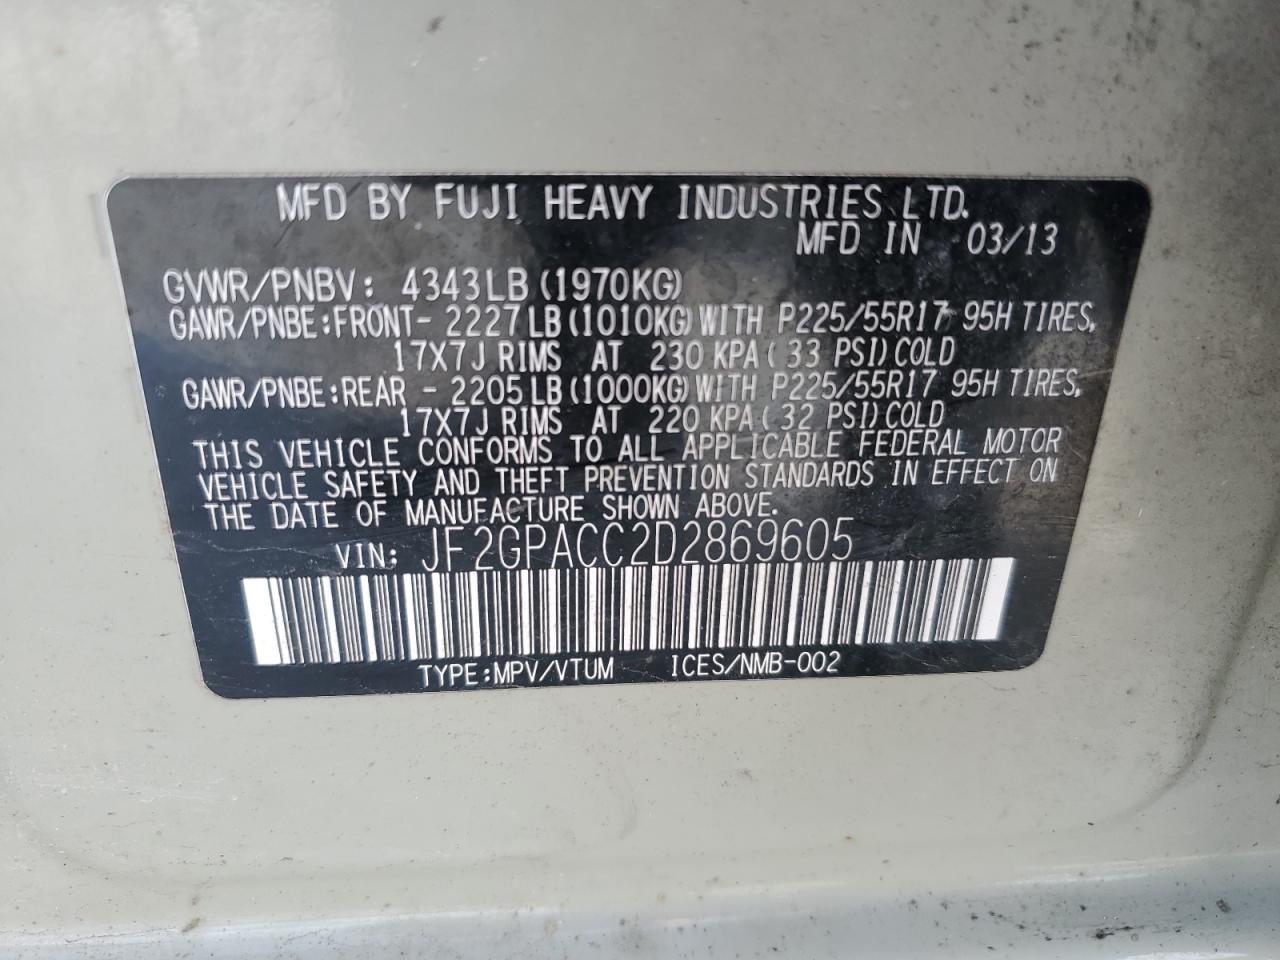 MFD BY FUJI HEAVY INDUSTRIES LTD.
MFD IN 03/13
GVWR/PNBV: 4343LB (1970KG)
GAWR/PNBE:FRONT- 2227LB(1010KG)WITH P225/55R17 95H TIRES,
17X7J RIMS AT 230 KPA( 33 PSI)COLD
GAWR/PNBE:REAR - 2205LB(1000KG)WITH P225/55R17 95H TIRES,
17X7J RIMS AT 220 KPA( 32 PSI)COLD
THIS VEHICLE CONFORMS TO ALL APPLICABLE FEDERAL MOTOR
VEHICLE SAFETY AND THEFT PREVENTION STANDARDS IN EFFECT ON
THE DATE OF MANUFACTURE SHOWN ABOVE.
VIN: JF2GPACC2D2869605
TYPE:MPV/VTUM ICES/NMB-002